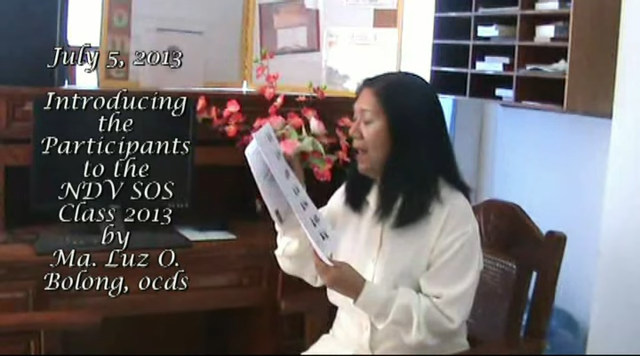 July 5, 2013
Introducing
the
Participants
to the
NDV SOS
Class 2013
by
Ma. Luz O.
Bolong, ocds